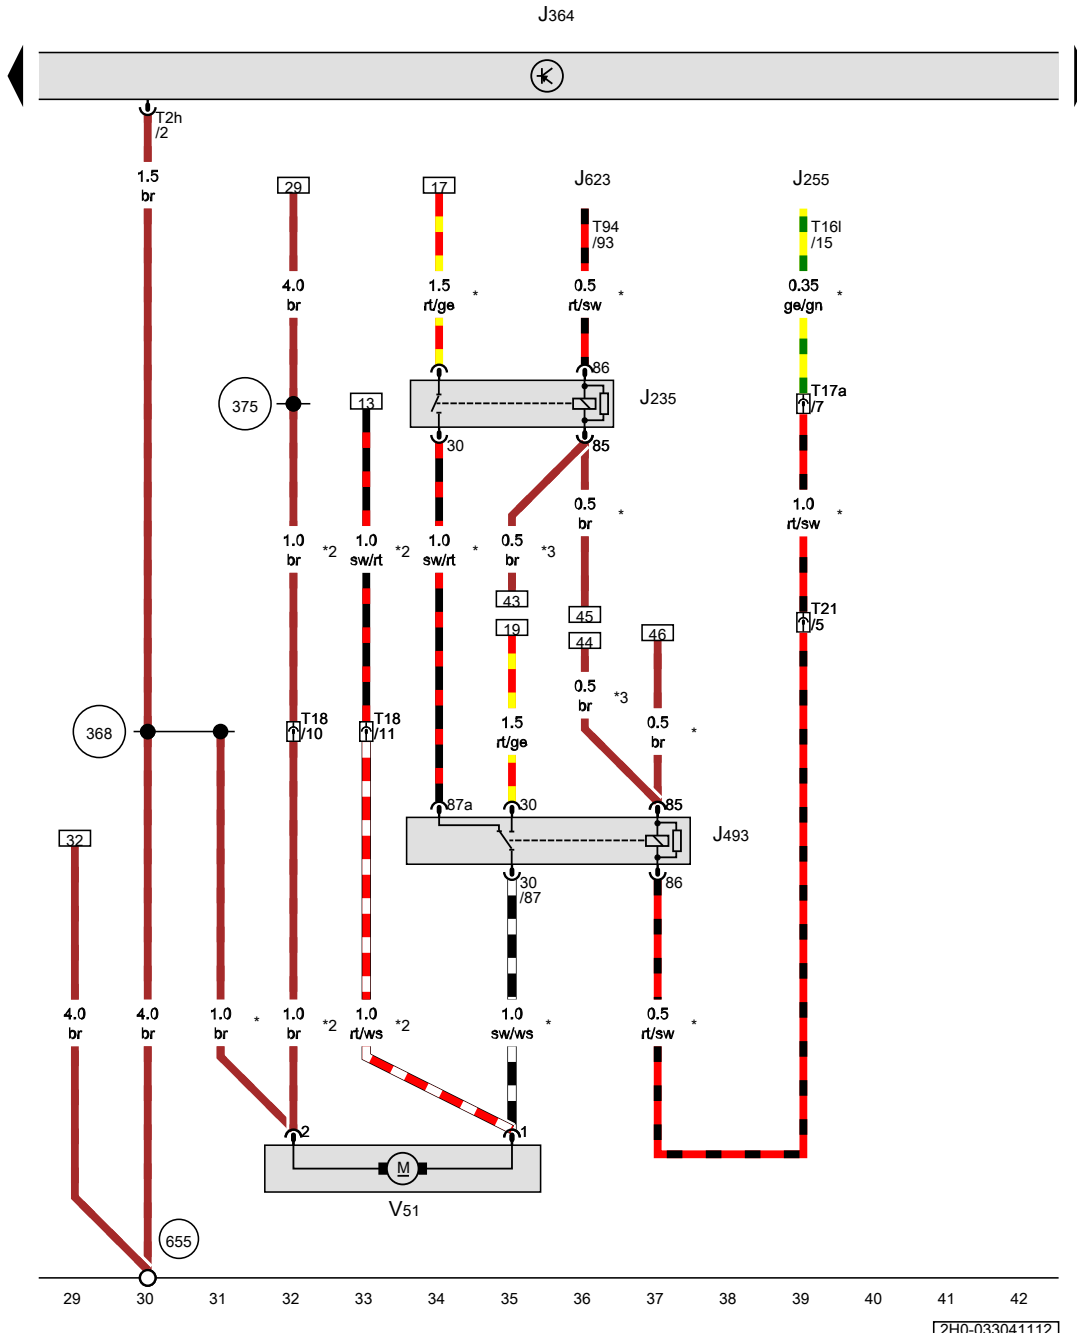 J364
T2h
/2
1.5
br
29
17
J623
J255
T94
/93
T16l
/15
4.0
br
1.5
rt/ge
*
0.5
rt/sw
*
0.35
ge/gn
*
86
375
13
J235
T17a
/7
30
85
0.5
br
*
1.0
rt/sw
*
1.0
br
*2
1.0
sw/rt
*2
1.0
sw/rt
*
0.5
br
*3
43
45
T21
/5
19
44
46
0.5
br
*3
368
T18
/10
T18
/11
1.5
rt/ge
0.5
br
*
87a
30
85
32
J493
30
/87
86
4.0
br
4.0
br
1.0
br
*
1.0
br
*2
1.0
rt/ws
*2
1.0
sw/ws
*
0.5
rt/sw
*
2
1
M
V51
655
29 30 31 32 33 34 35 36 37 38 39 40 41 42
2H0-033041112